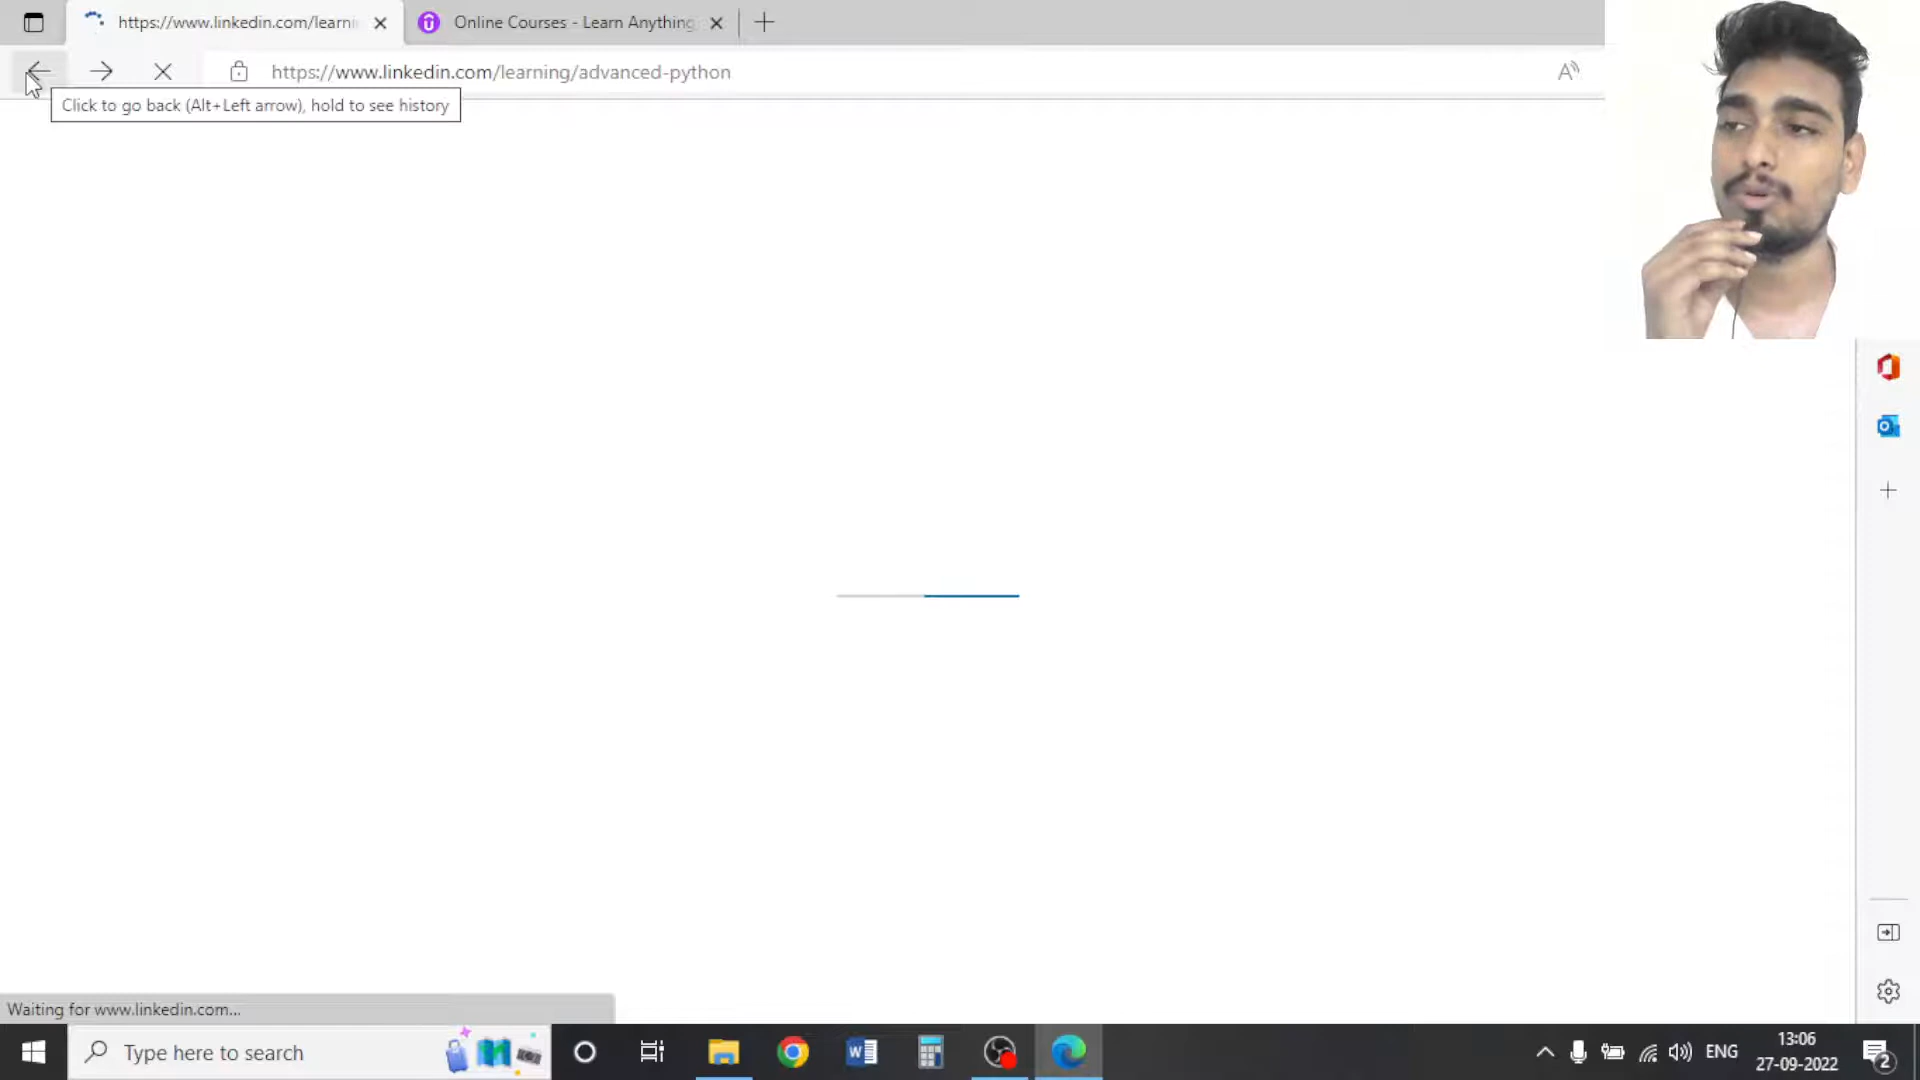 https://www.linkedin.com/learni
Online Courses - Learn Anything
https://www.linkedin.com/learning/advanced-python
Click to go back (Alt+Left arrow), hold to see history
Waiting for www.linkedin.com...
Type here to search
ENG
13:06
27-09-2022
2